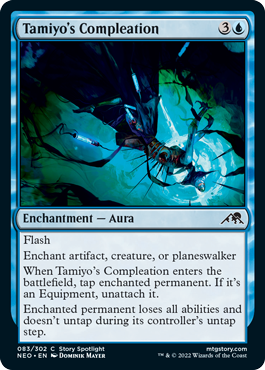 Tamiyo's Compleation 3
Enchantment — Aura
Flash
Enchant artifact, creature, or planeswalker
When Tamiyo's Compleation enters the
battlefield, tap enchanted permanent. If it's
an Equipment, unattach it.
Enchanted permanent loses all abilities and
doesn't untap during its controller's untap
step.
083/302 C Story Spotlight mtgstory.com
NEO • EN Dominik Mayer ™ & © 2022 Wizards of the Coast